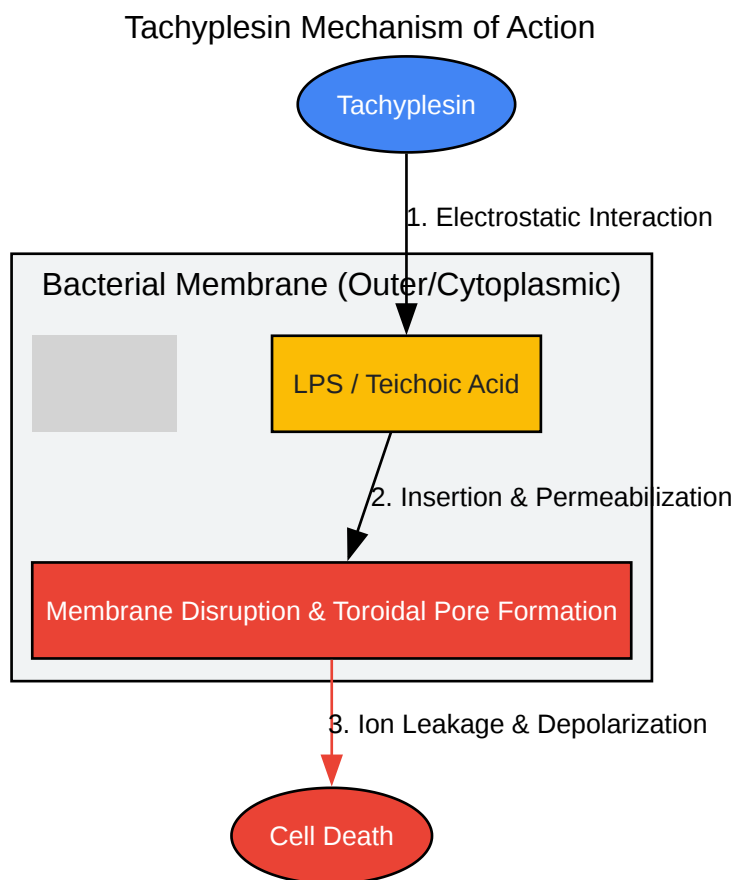 Tachyplesin Mechanism of Action
Tachyplesin
1. Electrostatic Interaction
Bacterial Membrane (Outer/Cytoplasmic)
LPS / Teichoic Acid
2. Insertion & Permeabilization
Membrane Disruption & Toroidal Pore Formation
3. Ion Leakage & Depolarization
Cell Death